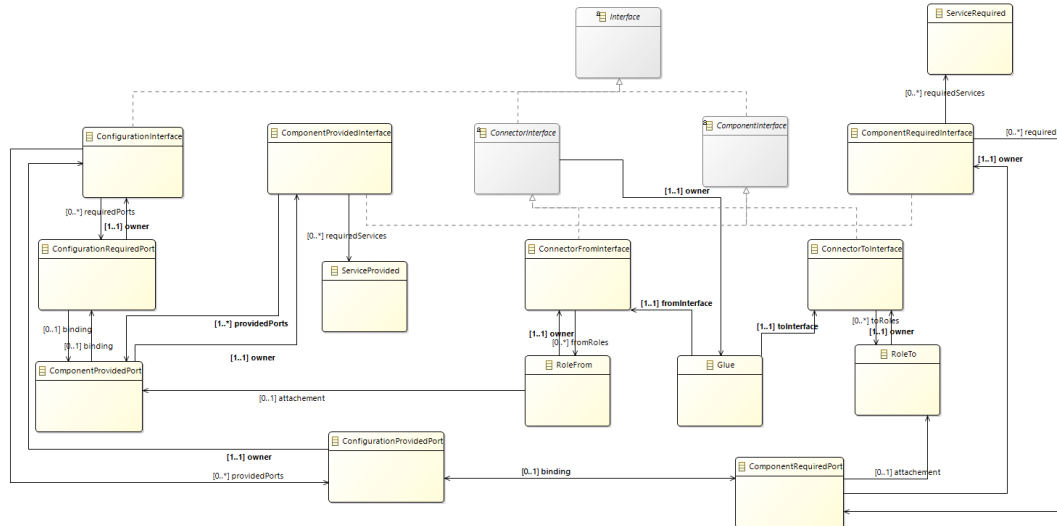 Interface
ServiceRequired
[0..*] requiredServices
ConfigurationInterface
ComponentProvidedInterface
ConnectorInterface
ComponentInterface
ComponentRequiredInterface
[0..*] required
[1..1] owner
[1..1] owner
[0..*] requiredPorts
[1..1] owner
[0..*] requiredServices
ConfigurationRequiredPort
ServiceProvided
ConnectorFromInterface
ConnectorToInterface
[1..1] fromInterface
[0..1] binding
[1..*] providedPorts
[1..1] toInterface
[0..*] toRoles
[1..1] owner
[1..1] owner
[0..*] fromRoles
[0..1] binding
[1..1] owner
ComponentProvidedPort
RoleFrom
Glue
RoleTo
[0..1] attachement
ConfigurationProvidedPort
[1..1] owner
[0..*] providedPorts
[0..1] binding
ComponentRequiredPort
[0..1] attachement